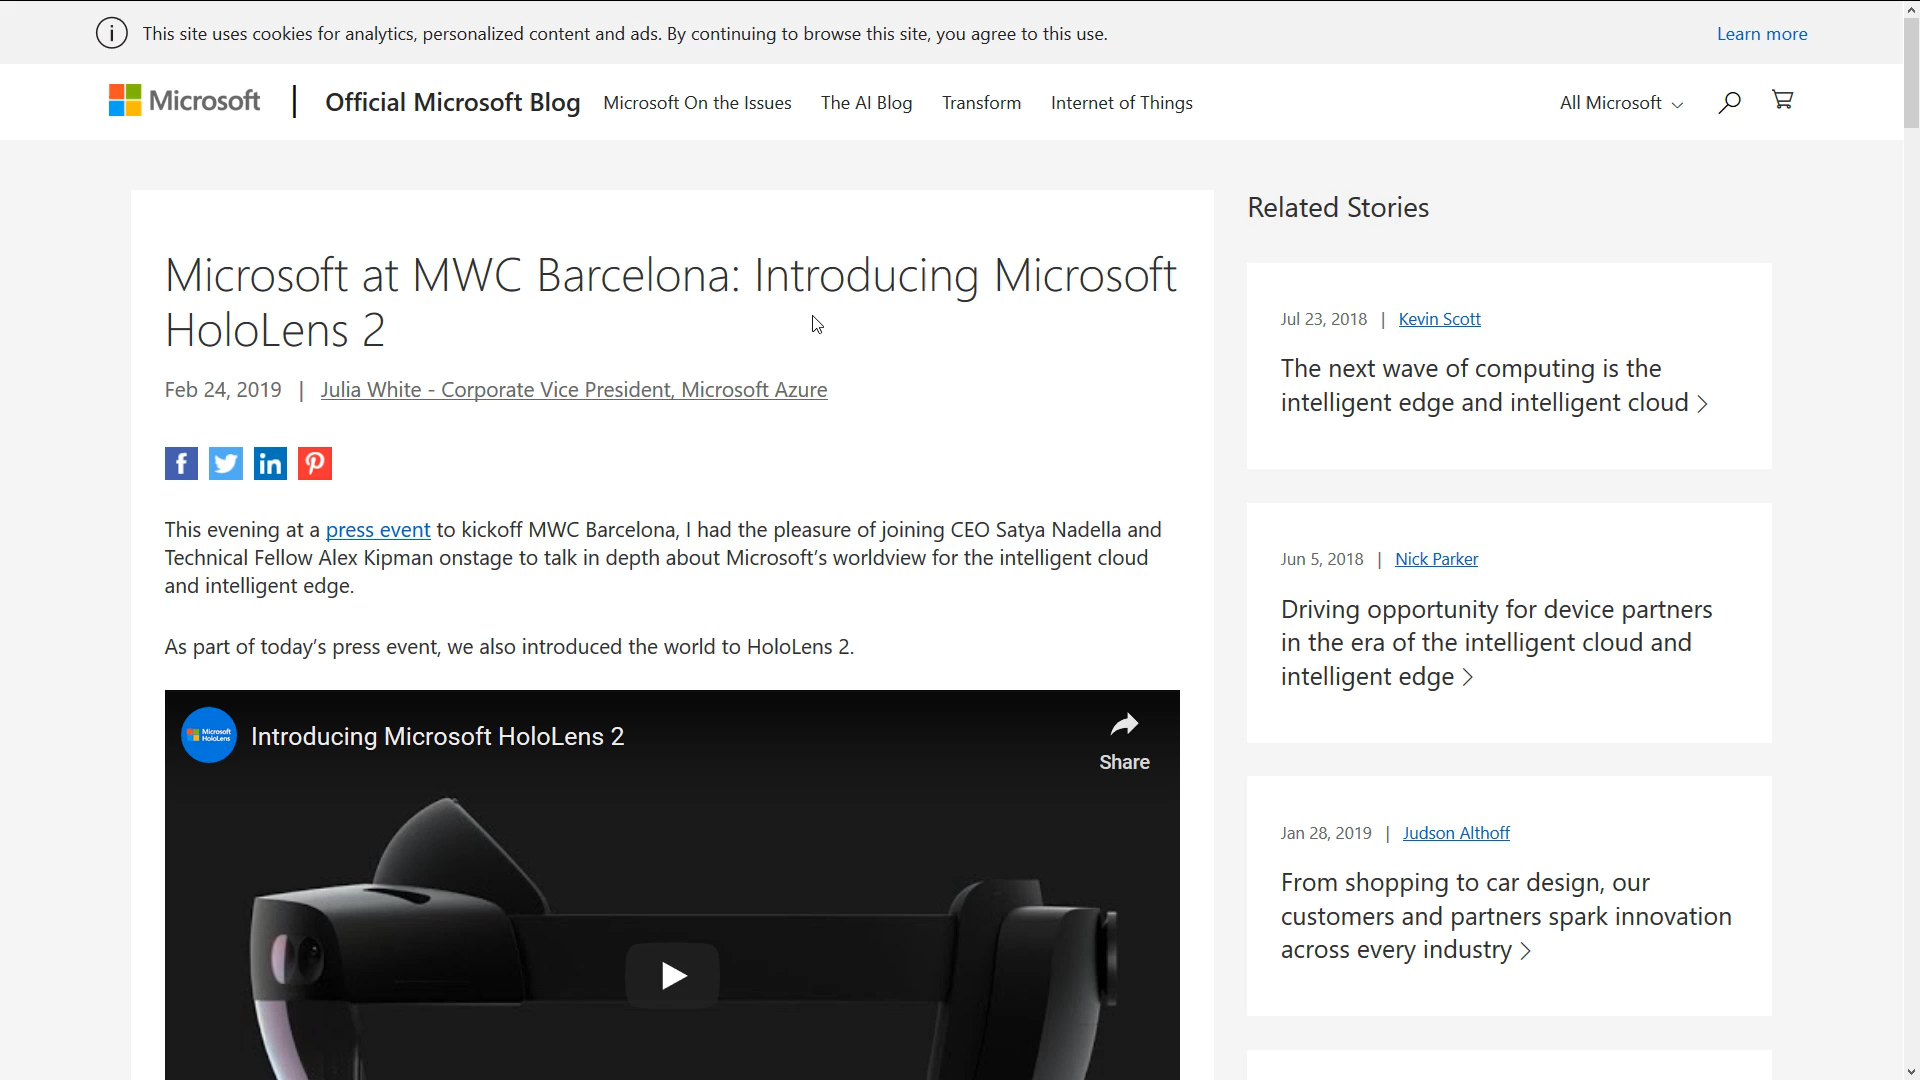 This site uses cookies for analytics, personalized content and ads. By continuing to browse this site, you agree to this use.
Learn more
Microsoft
Official Microsoft Blog
Microsoft On the Issues
The AI Blog
Transform
Internet of Things
All Microsoft
Microsoft at MWC Barcelona: Introducing Microsoft
HoloLens 2
Feb 24, 2019 | Julia White - Corporate Vice President, Microsoft Azure
This evening at a press event to kickoff MWC Barcelona, I had the pleasure of joining CEO Satya Nadella and
Technical Fellow Alex Kipman onstage to talk in depth about Microsoft’s worldview for the intelligent cloud
and intelligent edge.
As part of today’s press event, we also introduced the world to HoloLens 2.
Microsoft
HoloLens
Introducing Microsoft HoloLens 2
Share
Related Stories
Jul 23, 2018 | Kevin Scott
The next wave of computing is the
intelligent edge and intelligent cloud
Jun 5, 2018 | Nick Parker
Driving opportunity for device partners
in the era of the intelligent cloud and
intelligent edge
Jan 28, 2019 | Judson Althoff
From shopping to car design, our
customers and partners spark innovation
across every industry